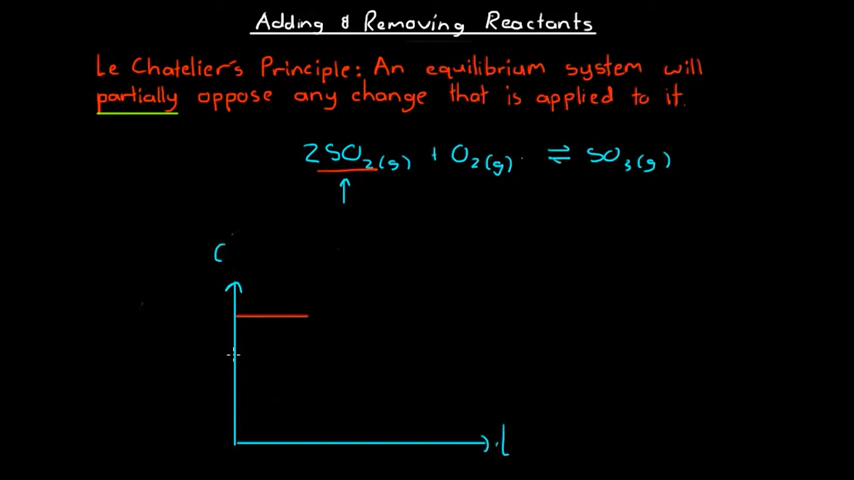 Adding & Removing Reactants
Le Chatelier's Principle: An equilibrium system will
partially oppose any change that is applied to it.
2SO₂(g) + O₂(g) ⇌ SO₃(g)
C
t